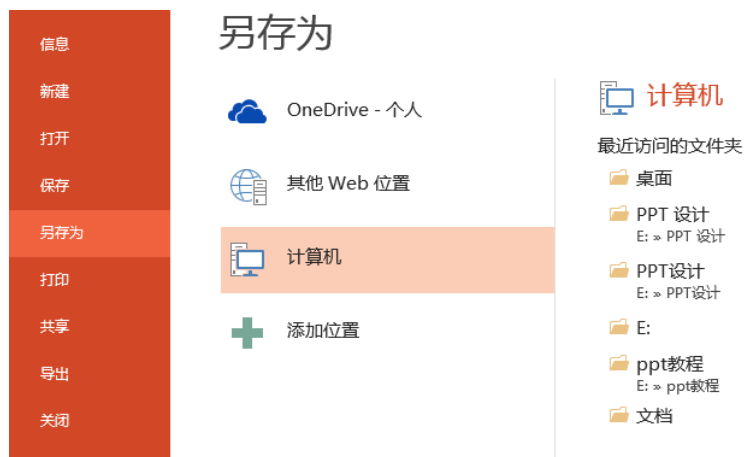 信息
新建
打开
保存
另存为
打印
共享
导出
关闭
另存为
OneDrive - 个人
其他 Web 位置
计算机
添加位置
计算机
最近访问的文件夹
桌面
PPT 设计
E: » PPT 设计
PPT设计
E: » PPT设计
E:
ppt教程
E: » ppt教程
文档